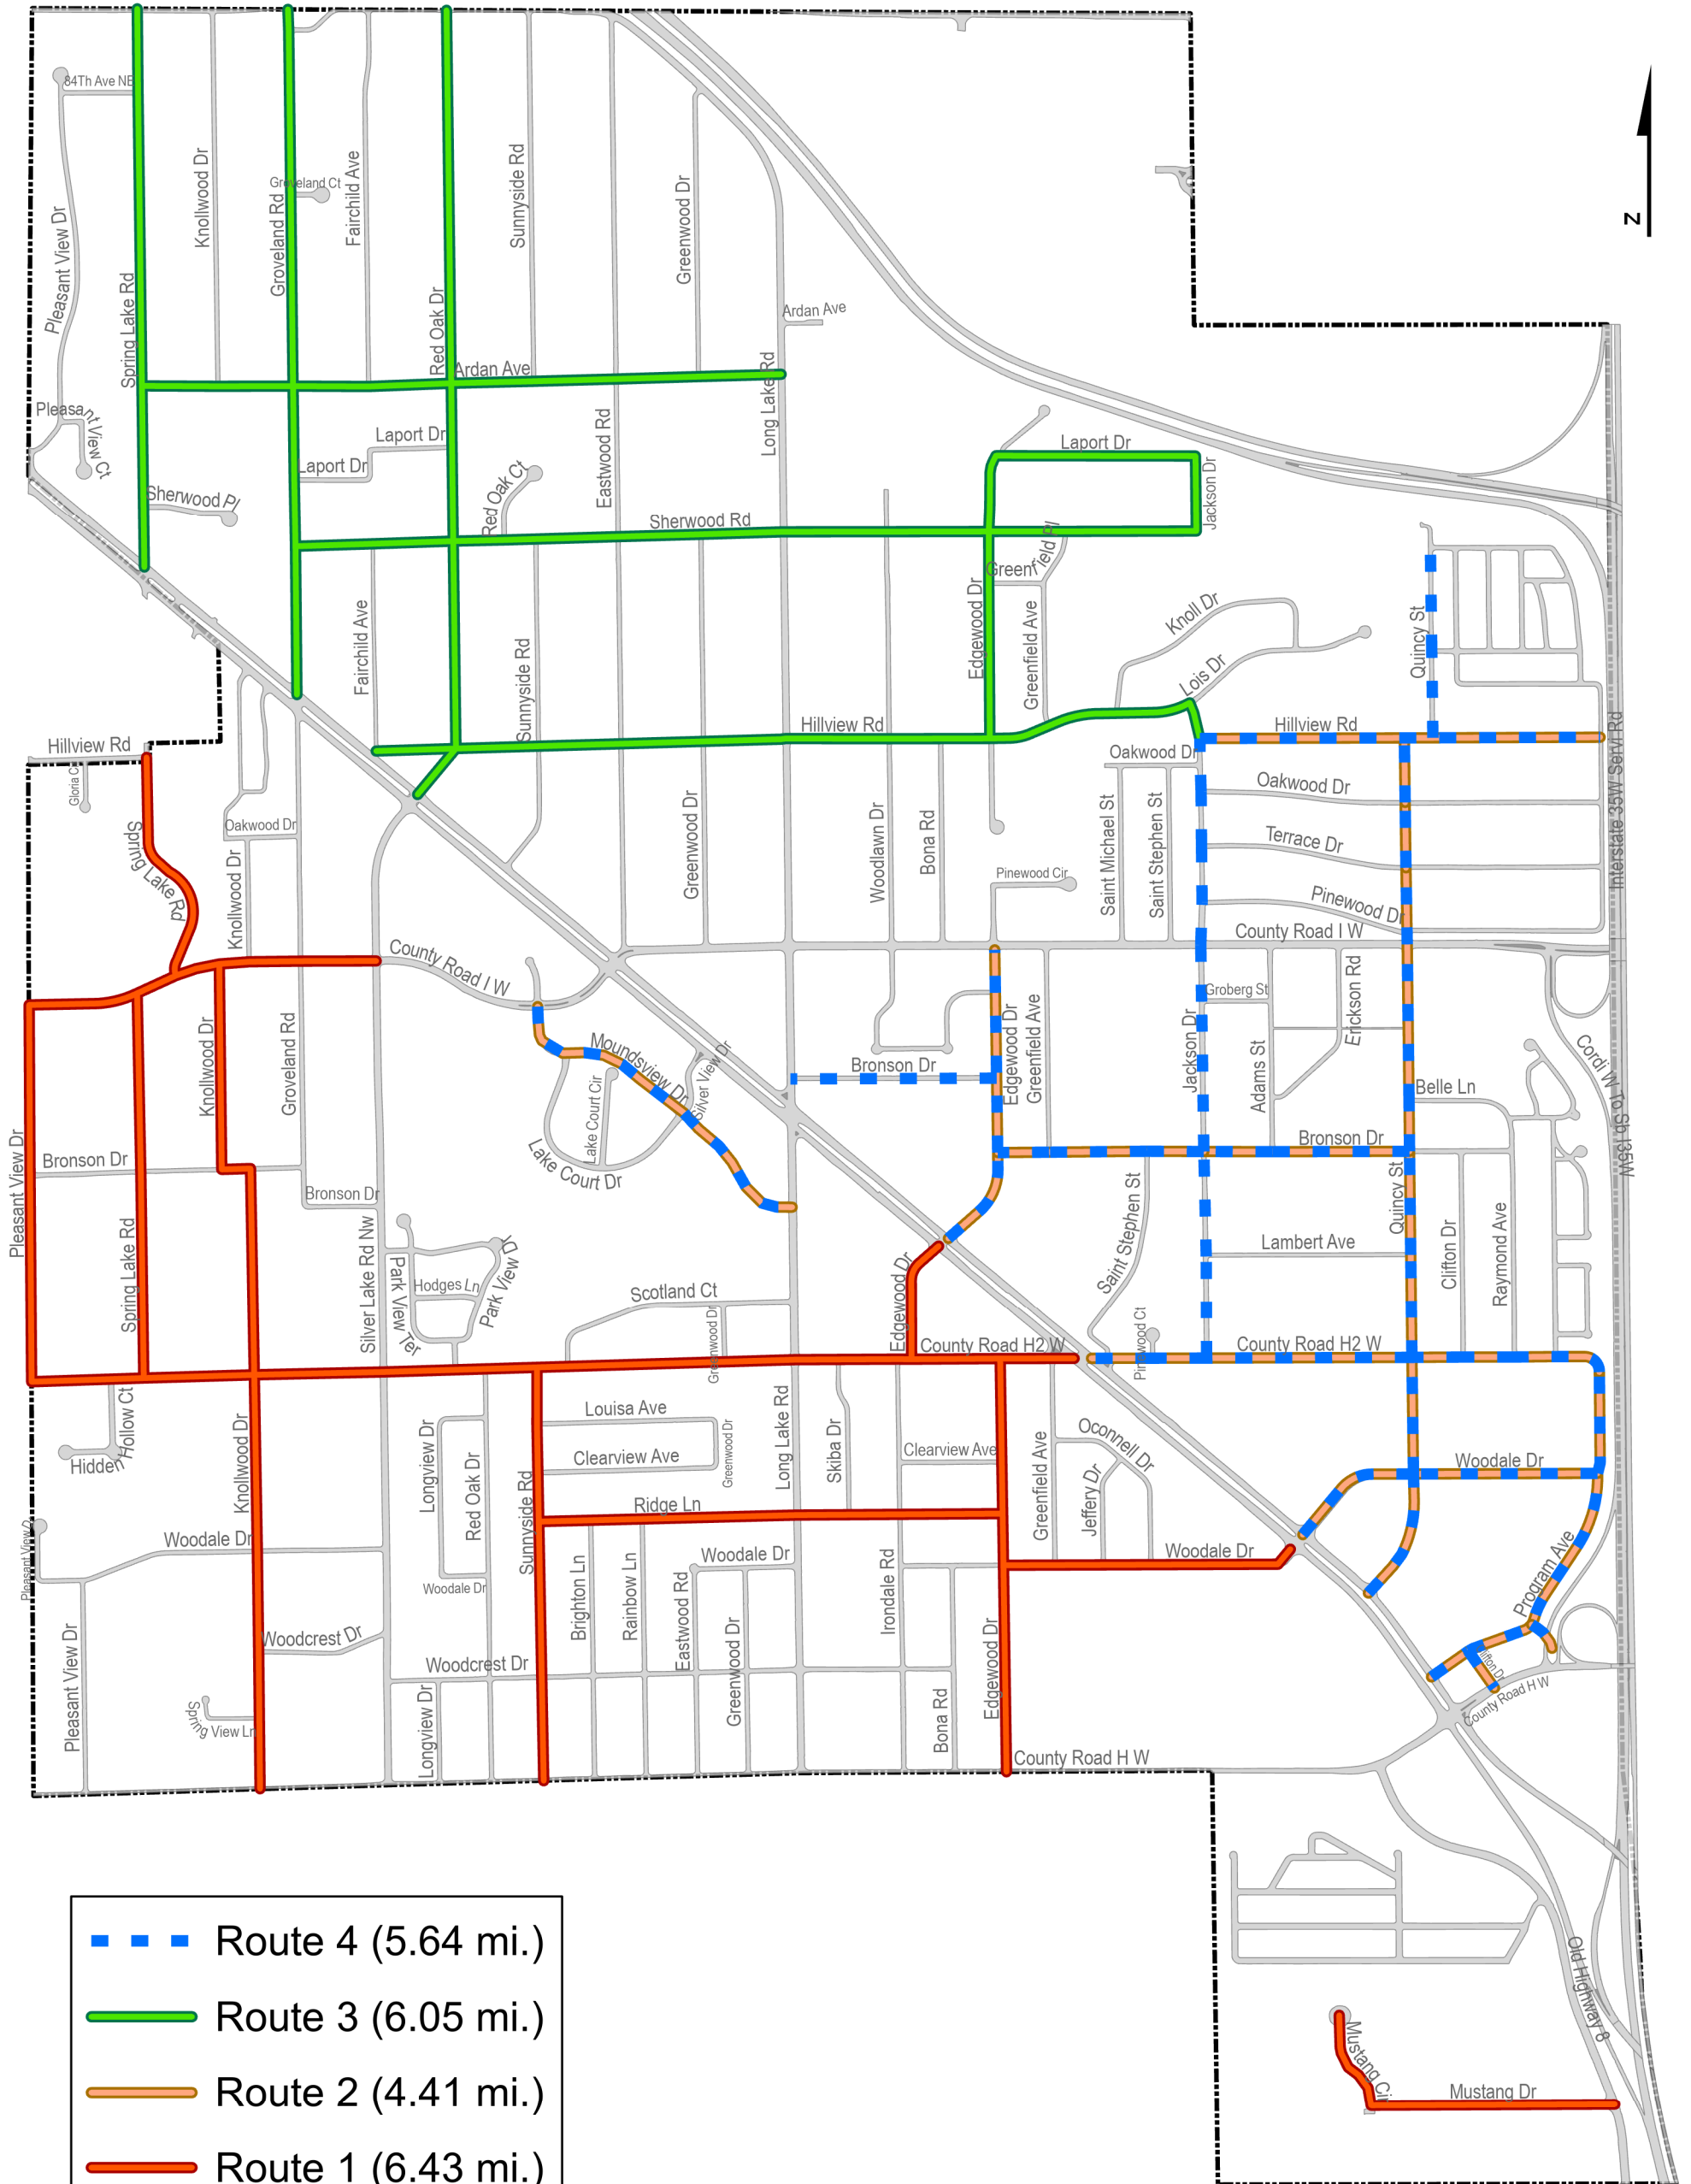 84Th Ave NE
Pleasant View Dr
Knollwood Dr
Groveland Rd
Groveland Ct
Fairchild Ave
Sunnyside Rd
Greenwood Dr
Spring Lake Rd
Red Oak Dr
Ardan Ave
Ardan Ave
Long Lake Rd
Z
Pleasant View Ct
Laport Dr
Laport Dr
Red Oak Ct
Eastwood Rd
Laport Dr
Jackson Dr
Sherwood Pl
Sherwood Rd
Greenfield Pl
Edgewood Dr
Greenfield Ave
Knoll Dr
Lois Dr
Quincy St
Fairchild Ave
Sunnyside Rd
Hillview Rd
Hillview Rd
Hillview Rd
Interstate 35W Serv Rd
Gloria Ct
Oakwood Dr
Oakwood Dr
Oakwood Dr
Spring Lake Rd
Knollwood Dr
Greenwood Dr
Woodlawn Dr
Bona Rd
Pinewood Cir
Saint Michael St
Saint Stephen St
Terrace Dr
Pinewood Dr
County Road I W
County Road I W
Groberg St
Erickson Rd
Cordi W To Sb I35W
Knollwood Dr
Groveland Rd
Moundsview Dr
Silver View Dr
Lake Court Cir
Lake Court Dr
Bronson Dr
Edgewood Dr
Greenfield Ave
Jackson Dr
Adams St
Belle Ln
Pleasant View Dr
Bronson Dr
Bronson Dr
Bronson Dr
Quincy St
Spring Lake Rd
Silver Lake Rd Nw
Park View Ter
Hodges Ln
Park View Dr
Scotland Ct
Greenwood Dr
Edgewood Dr
Saint Stephen St
Lambert Ave
Clifton Dr
Raymond Ave
County Road H2 W
Pinewood Ct
County Road H2 W
Hidden Hollow Ct
Knollwood Dr
Longview Dr
Red Oak Dr
Sunnyside Rd
Louisa Ave
Clearview Ave
Greenwood Dr
Long Lake Rd
Skiba Dr
Clearview Ave
Greenfield Ave
Oconnell Dr
Jeffery Dr
Woodale Dr
Ridge Ln
Woodale Dr
Woodale Dr
Woodale Dr
Woodale Dr
Program Ave
Brighton Ln
Rainbow Ln
Eastwood Rd
Greenwood Dr
Irondale Rd
Bona Rd
Edgewood Dr
Pleasant View Dr
Woodcrest Dr
Woodcrest Dr
Spring View Ln
Longview Dr
Clifton Dr
County Road H W
County Road H W
Old Highway 8
Mustang Cir
Mustang Dr
Route 4 (5.64 mi.)
Route 3 (6.05 mi.)
Route 2 (4.41 mi.)
Route 1 (6.43 mi.)